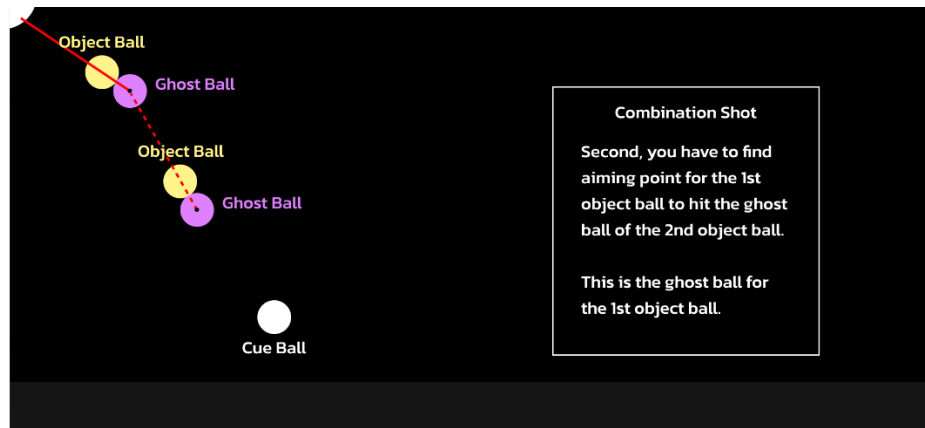 Object Ball
Ghost Ball
Object Ball
Ghost Ball
Cue Ball
Combination Shot
Second, you have to find
aiming point for the 1st
object ball to hit the ghost
ball of the 2nd object ball.
This is the ghost ball for
the 1st object ball.